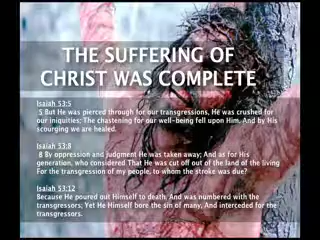 THE SUFFERING OF
CHRIST WAS COMPLETE
Isaiah 53:5
5 But He was pierced through for our transgressions, He was crushed for
our iniquities; The chastening for our well-being fell upon Him, And by His
scourging we are healed.
Isaiah 53:8
8 By oppression and judgment He was taken away; And as for His
generation, who considered That He was cut off out of the land of the living
For the transgression of my people, to whom the stroke was due?
Isaiah 53:12
Because He poured out Himself to death, And was numbered with the
transgressors; Yet He Himself bore the sin of many, And interceded for the
transgressors.